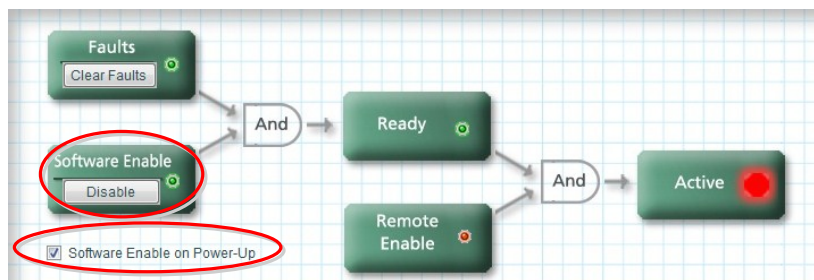 Faults
Clear Faults
And
Ready
Software Enable
Disable
And
Active
Remote
Enable
Software Enable on Power-Up